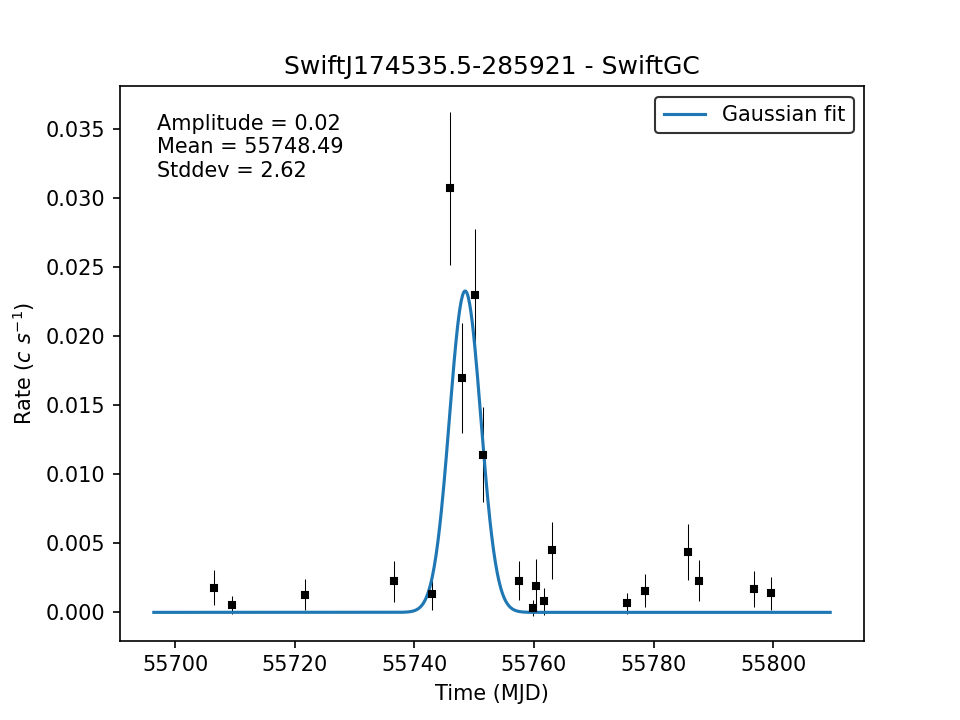 SwiftJ174535.5-285921 - SwiftGC
Amplitude = 0.02
Mean = 55748.49
Stddev = 2.62
Gaussian fit
Rate (c s⁻¹)
0.035
0.030
0.025
0.020
0.015
0.010
0.005
0.000
55700 55720 55740 55760 55780 55800
Time (MJD)